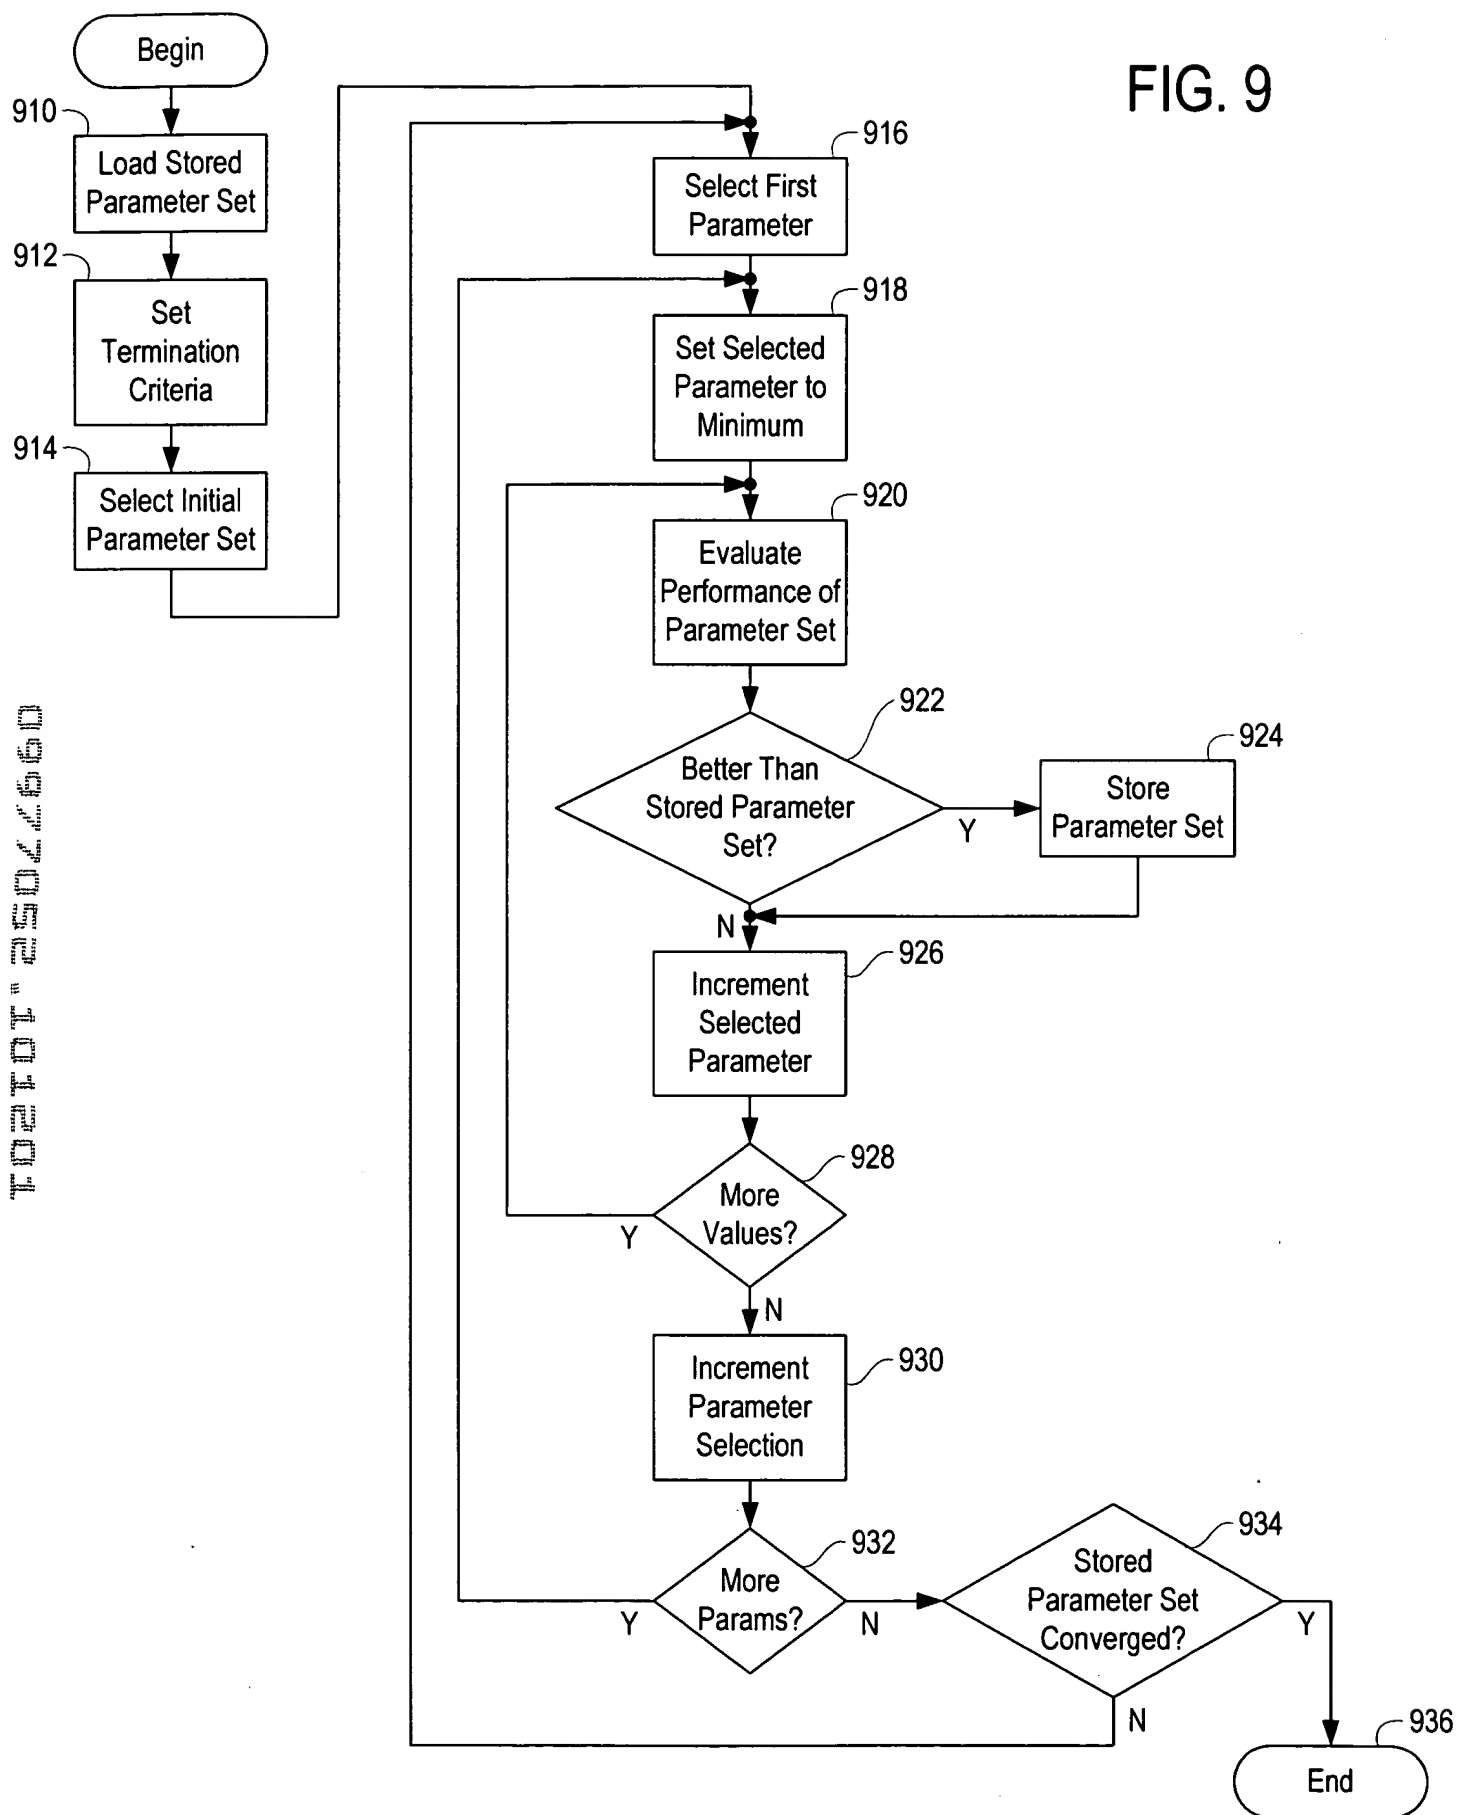 FIG. 9
Begin
910
Load Stored
Parameter Set
912
Set
Termination
Criteria
914
Select Initial
Parameter Set
916
Select First
Parameter
918
Set Selected
Parameter to
Minimum
920
Evaluate
Performance of
Parameter Set
922
Better Than
Stored Parameter
Set?
Y
924
Store
Parameter Set
N
926
Increment
Selected
Parameter
928
More
Values?
Y
N
930
Increment
Parameter
Selection
932
More
Params?
Y
N
934
Stored
Parameter Set
Converged?
Y
N
936
End
09977052.101201